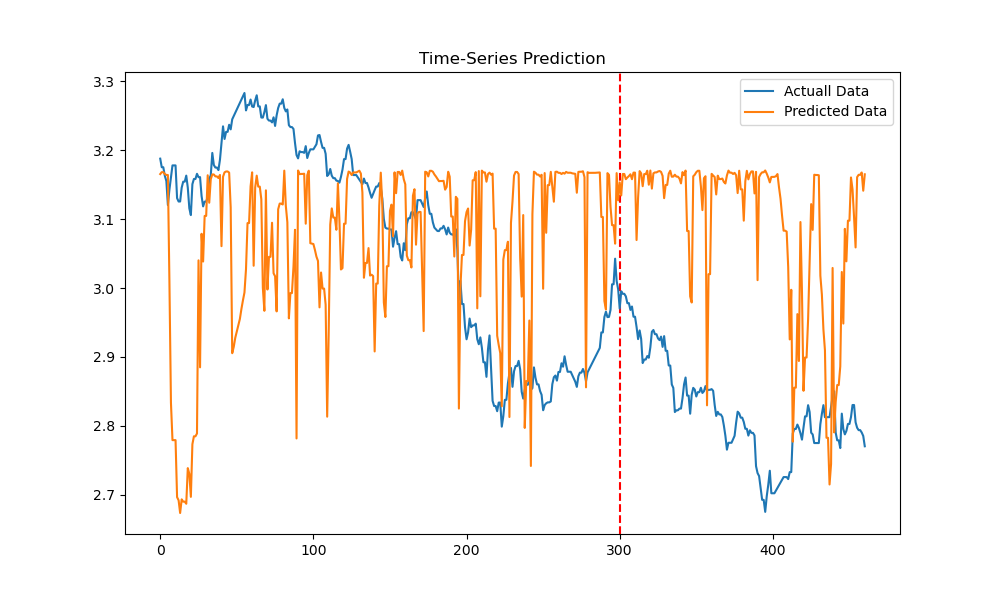 Time-Series Prediction
Actuall Data
Predicted Data
3.3
3.2
3.1
3.0
2.9
2.8
2.7
0 100 200 300 400